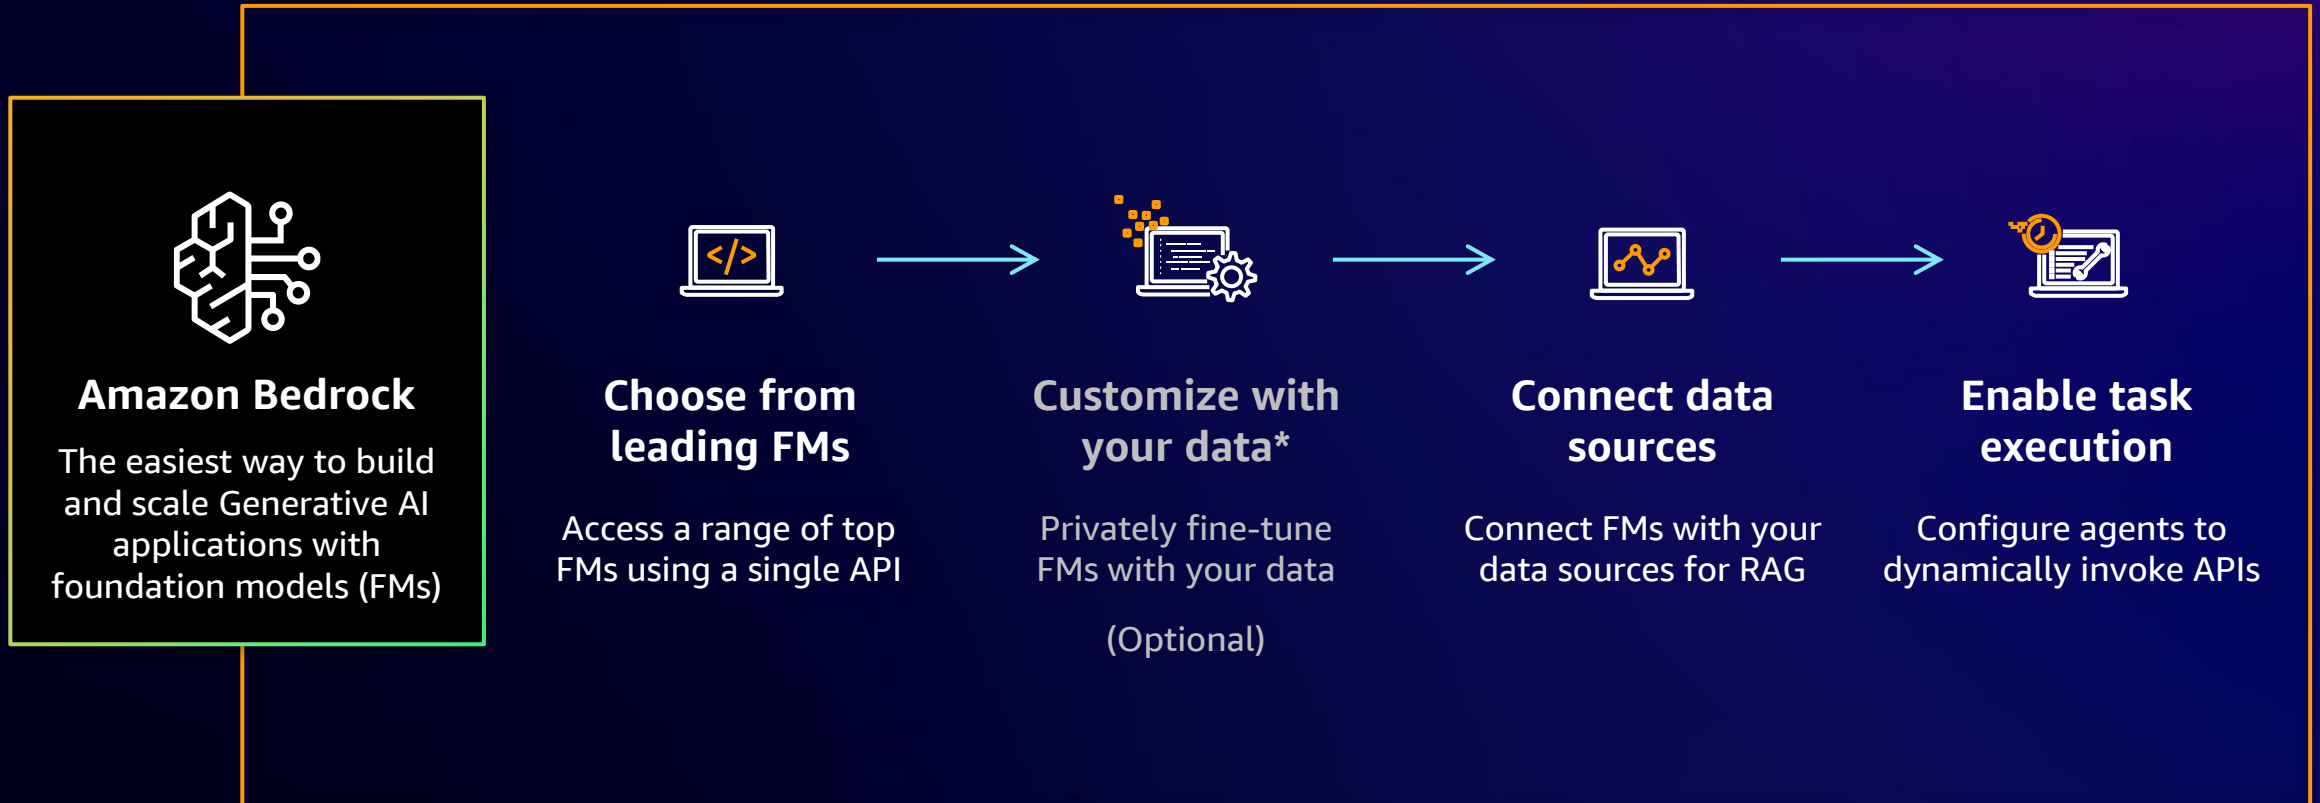 Amazon Bedrock
The easiest way to build
and scale Generative AI
applications with
foundation models (FMs)
</>
Choose from
leading FMs
Access a range of top
FMs using a single API
Customize with
your data*
Privately fine-tune
FMs with your data
(Optional)
Connect data
sources
Connect FMs with your
data sources for RAG
Enable task
execution
Configure agents to
dynamically invoke APIs